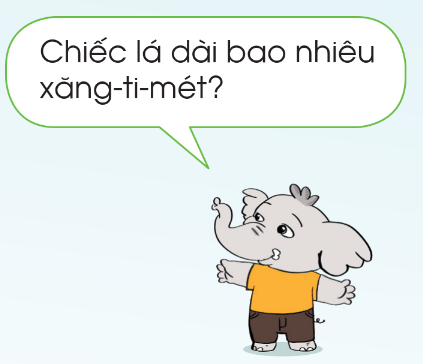 Chiếc lá dài bao nhiêu
xăng-ti-mét?